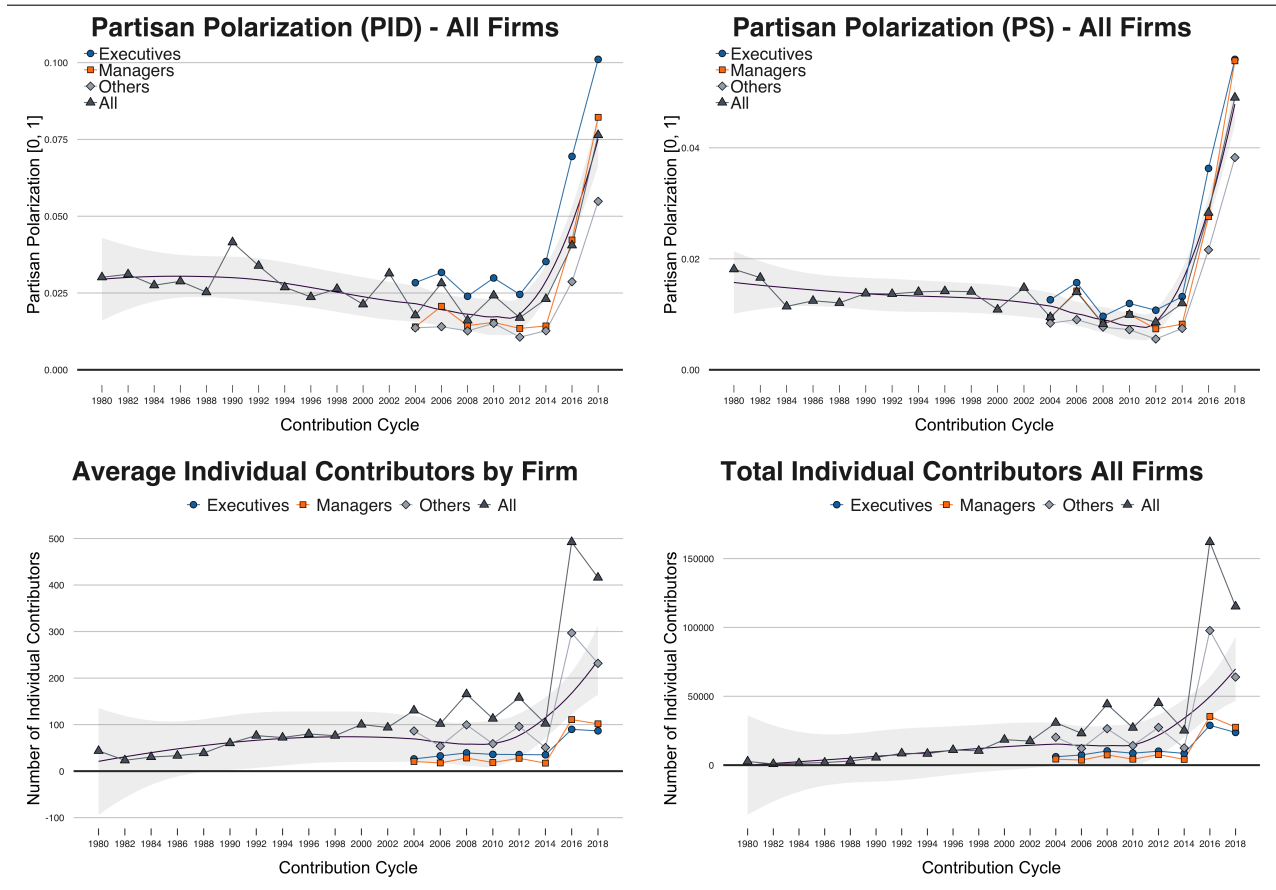 Partisan Polarization (PID) - All Firms
Executives
Managers
Others
All
Partisan Polarization [0, 1]
0.100
0.075
0.050
0.025
0.000
1980 1982 1984 1986 1988 1990 1992 1994 1996 1998 2000 2002 2004 2006 2008 2010 2012 2014 2016 2018
Contribution Cycle
Partisan Polarization (PS) - All Firms
Executives
Managers
Others
All
Partisan Polarization [0, 1]
0.04
0.02
0.00
1980 1982 1984 1986 1988 1990 1992 1994 1996 1998 2000 2002 2004 2006 2008 2010 2012 2014 2016 2018
Contribution Cycle
Average Individual Contributors by Firm
Executives Managers Others All
Number of Individual Contributors
500
400
300
200
100
0
-100
1980 1982 1984 1986 1988 1990 1992 1994 1996 1998 2000 2002 2004 2006 2008 2010 2012 2014 2016 2018
Contribution Cycle
Total Individual Contributors All Firms
Executives Managers Others All
Number of Individual Contributors
150000
100000
50000
0
1980 1982 1984 1986 1988 1990 1992 1994 1996 1998 2000 2002 2004 2006 2008 2010 2012 2014 2016 2018
Contribution Cycle